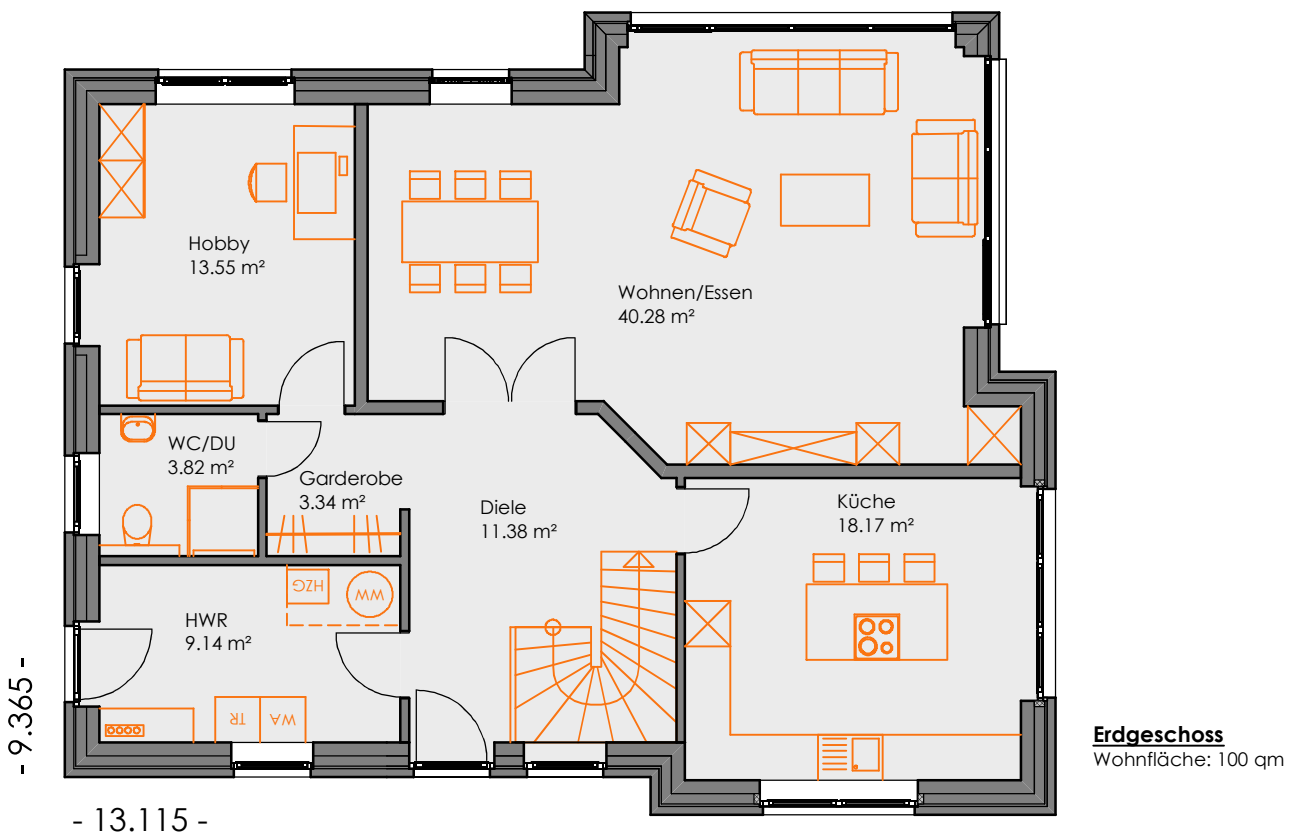 Hobby
13.55 m²
Wohnen/Essen
40.28 m²
WC/DU
3.82 m²
Garderobe
3.34 m²
Diele
11.38 m²
Küche
18.17 m²
HZG
WW
HWR
9.14 m²
TR
WA
- 9.365 -
- 13.115 -
Erdgeschoss
Wohnfläche: 100 qm